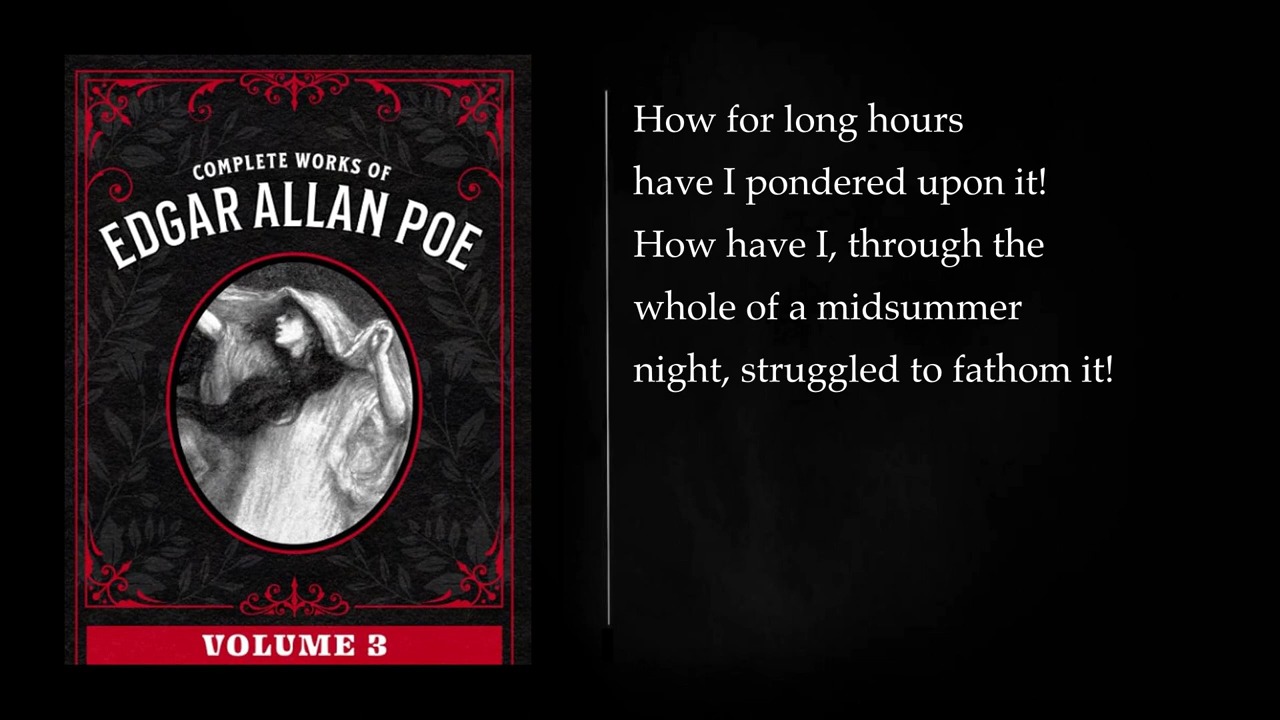 COMPLETE WORKS OF
EDGAR ALLAN POE
VOLUME 3
How for long hours
have I pondered upon it!
How have I, through the
whole of a midsummer
night, struggled to fathom it!